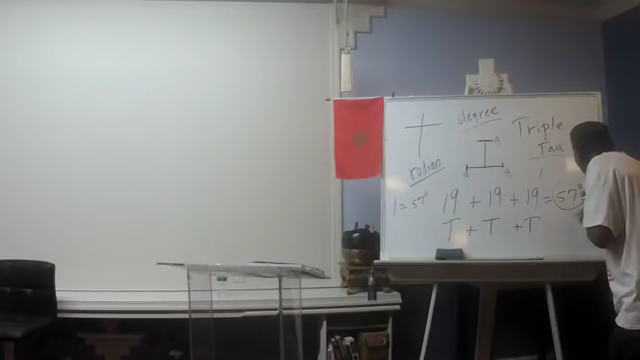 degree
Triple
Tau
radian
1 = 57°
19 + 19 + 19 = 57°
T + T + T